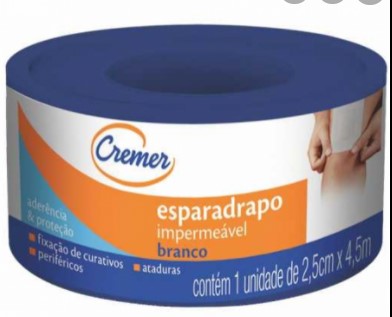 Cremer
aderência
& proteção
esparadrapo
impermeável
branco
fixação de curativos
periféricos
ataduras
contém 1 unidade de 2,5cm x 4,5m